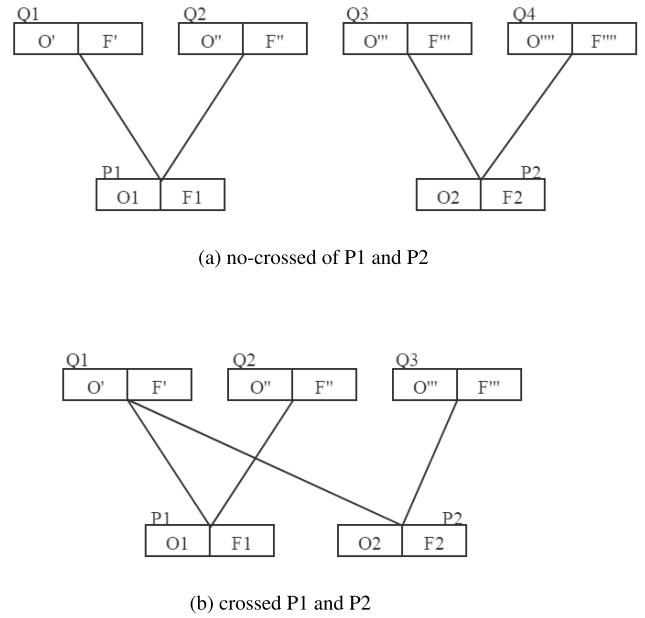 Q1 Q2 Q3 Q4
O' F' O'' F'' O''' F''' O'''' F''''
P1 P2
O1 F1 O2 F2
(a) no-crossed of P1 and P2
Q1 Q2 Q3
O' F' O'' F'' O''' F'''
P1 P2
O1 F1 O2 F2
(b) crossed P1 and P2